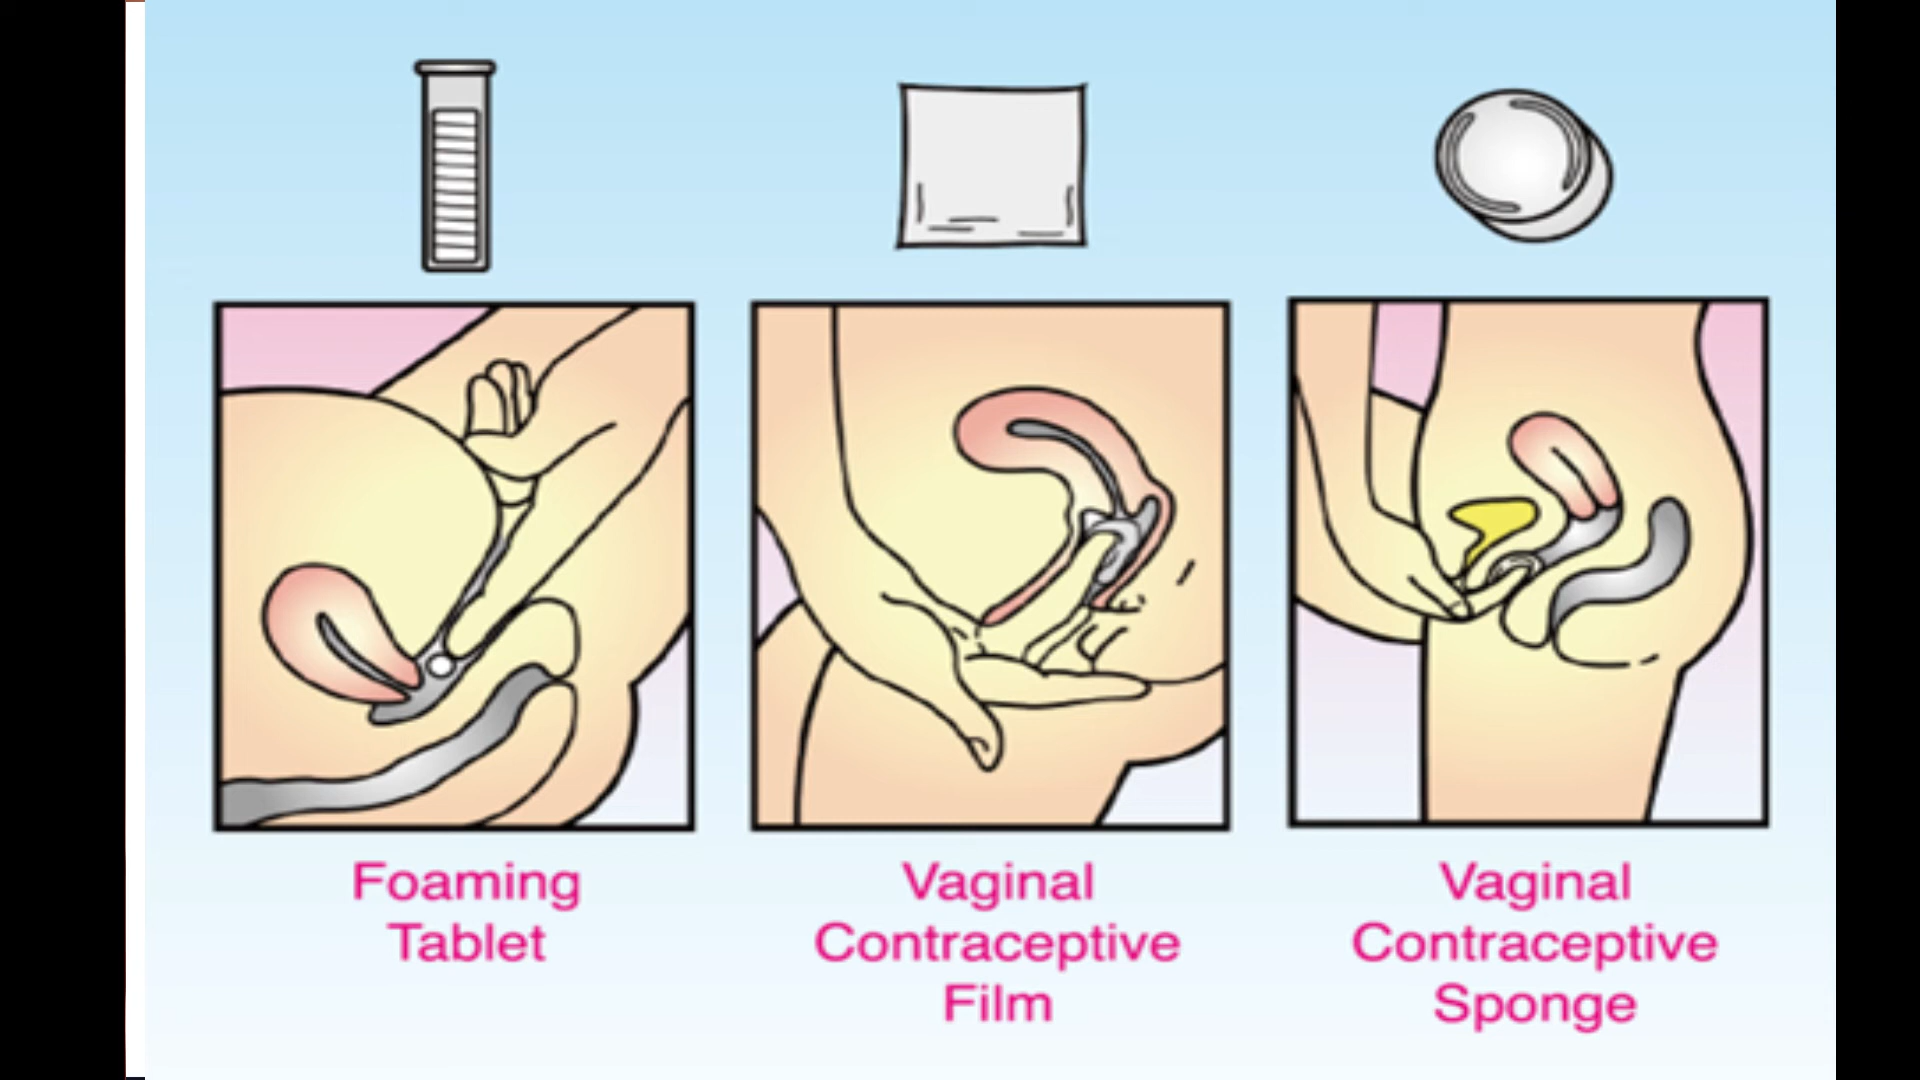 Foaming
Tablet
Vaginal
Contraceptive
Film
Vaginal
Contraceptive
Sponge